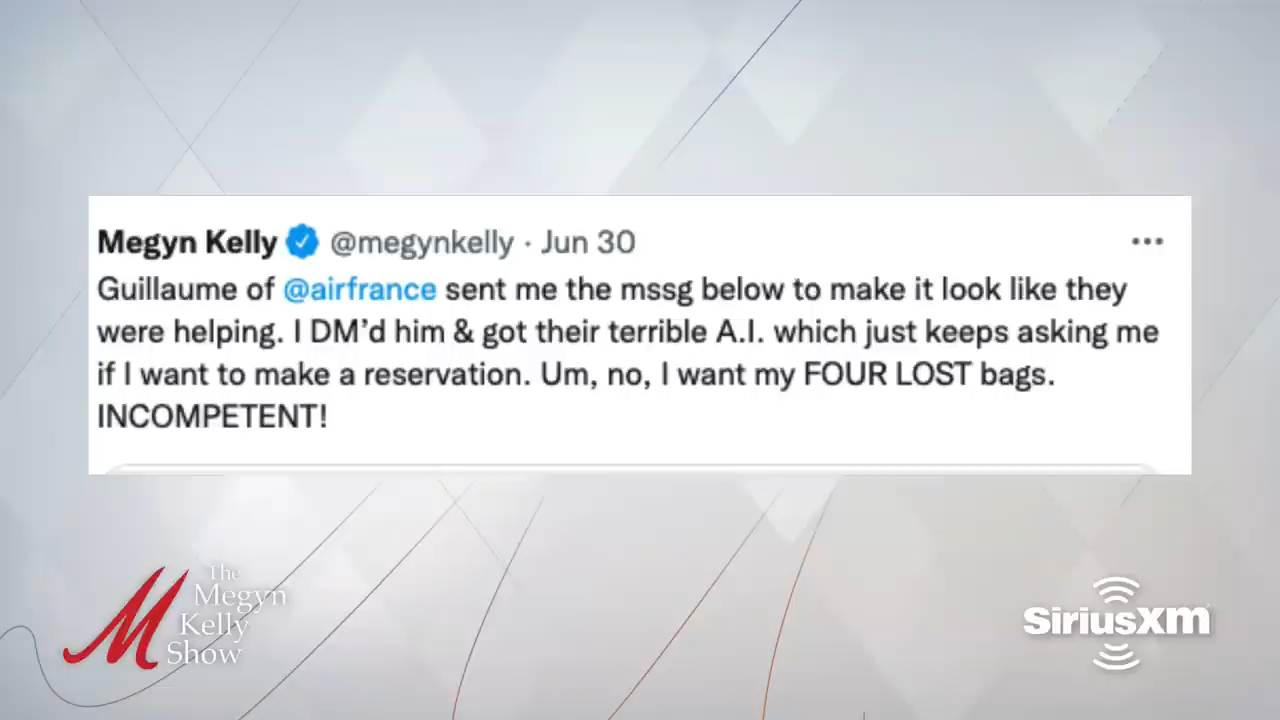 Megyn Kelly @megynkelly · Jun 30
Guillaume of @airfrance sent me the mssg below to make it look like they
were helping. I DM’d him & got their terrible A.I. which just keeps asking me
if I want to make a reservation. Um, no, I want my FOUR LOST bags.
INCOMPETENT!
The
Megyn
Kelly
Show
SiriusXM